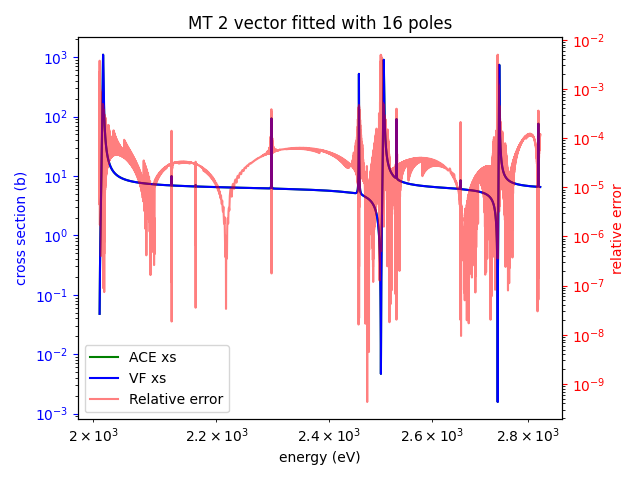 MT 2 vector fitted with 16 poles
cross section (b)
10³
10²
10¹
10⁰
10⁻¹
10⁻²
10⁻³
10⁻²
10⁻³
10⁻⁴
10⁻⁵
10⁻⁶
10⁻⁷
10⁻⁸
10⁻⁹
relative error
ACE xs
VF xs
Relative error
2 × 10³ 2.2 × 10³ 2.4 × 10³ 2.6 × 10³ 2.8 × 10³
energy (eV)